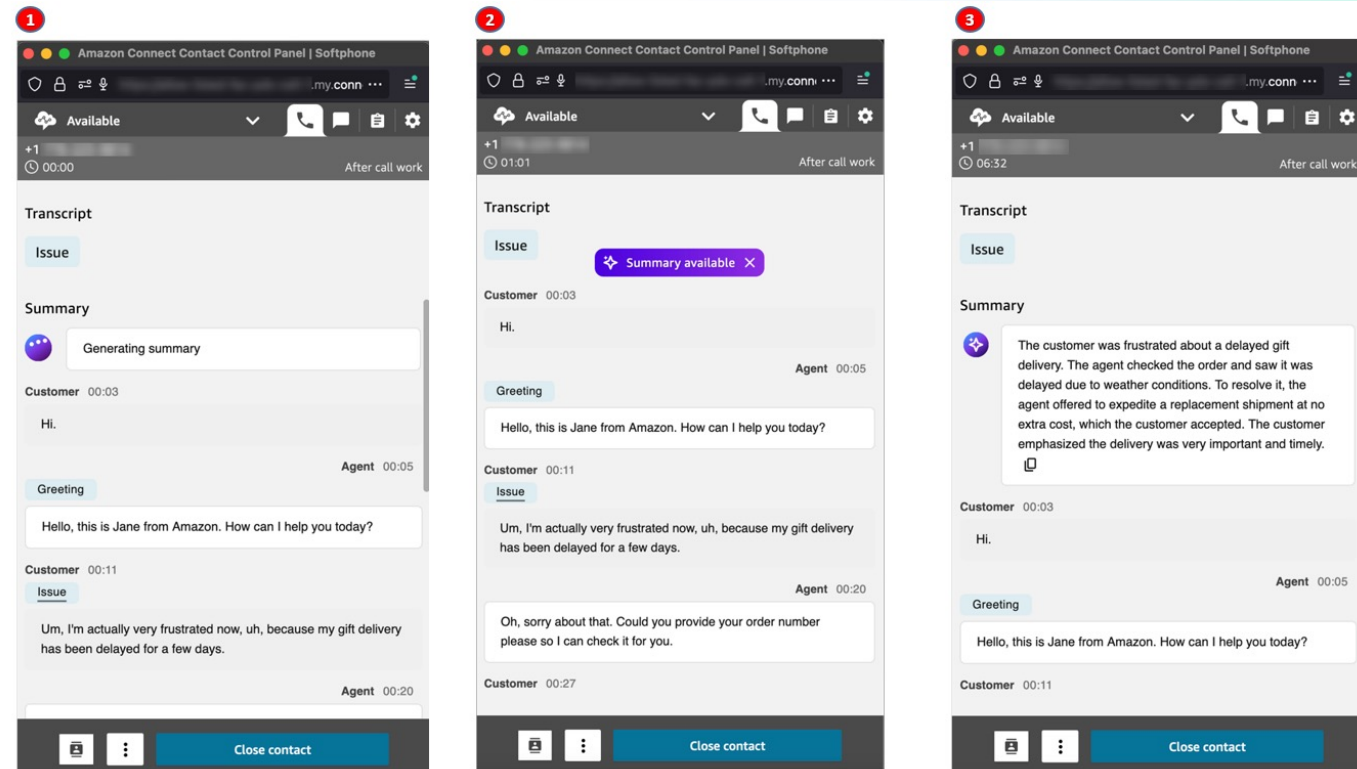 1
Amazon Connect Contact Control Panel | Softphone
.my.conn ···
Available
+1
00:00
After call work
Transcript
Issue
Summary
Generating summary
Customer 00:03
Hi.
Agent 00:05
Greeting
Hello, this is Jane from Amazon. How can I help you today?
Customer 00:11
Issue
Um, I'm actually very frustrated now, uh, because my gift delivery
has been delayed for a few days.
Agent 00:20
Close contact
2
Amazon Connect Contact Control Panel | Softphone
.my.conn ···
Available
+1
01:01
After call work
Transcript
Issue
Summary available
Customer 00:03
Hi.
Agent 00:05
Greeting
Hello, this is Jane from Amazon. How can I help you today?
Customer 00:11
Issue
Um, I'm actually very frustrated now, uh, because my gift delivery
has been delayed for a few days.
Agent 00:20
Oh, sorry about that. Could you provide your order number
please so I can check it for you.
Customer 00:27
Close contact
3
Amazon Connect Contact Control Panel | Softphone
.my.conn ···
Available
+1
06:32
After call work
Transcript
Issue
Summary
The customer was frustrated about a delayed gift
delivery. The agent checked the order and saw it was
delayed due to weather conditions. To resolve it, the
agent offered to expedite a replacement shipment at no
extra cost, which the customer accepted. The customer
emphasized the delivery was very important and timely.
Customer 00:03
Hi.
Agent 00:05
Greeting
Hello, this is Jane from Amazon. How can I help you today?
Customer 00:11
Close contact